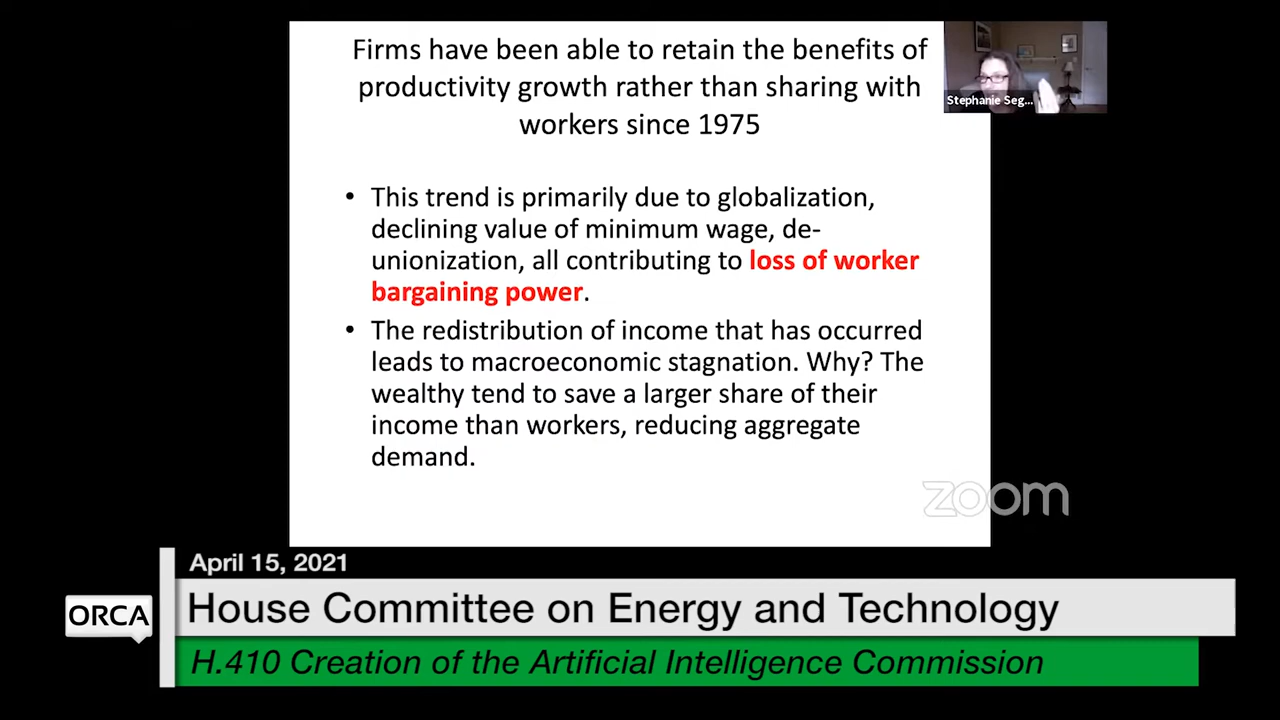 Firms have been able to retain the benefits of
productivity growth rather than sharing with
workers since 1975
Stephanie Seg...
• This trend is primarily due to globalization,
declining value of minimum wage, de-
unionization, all contributing to loss of worker
bargaining power.
• The redistribution of income that has occurred
leads to macroeconomic stagnation. Why? The
wealthy tend to save a larger share of their
income than workers, reducing aggregate
demand.
zoom
April 15, 2021
ORCA
House Committee on Energy and Technology
H.410 Creation of the Artificial Intelligence Commission